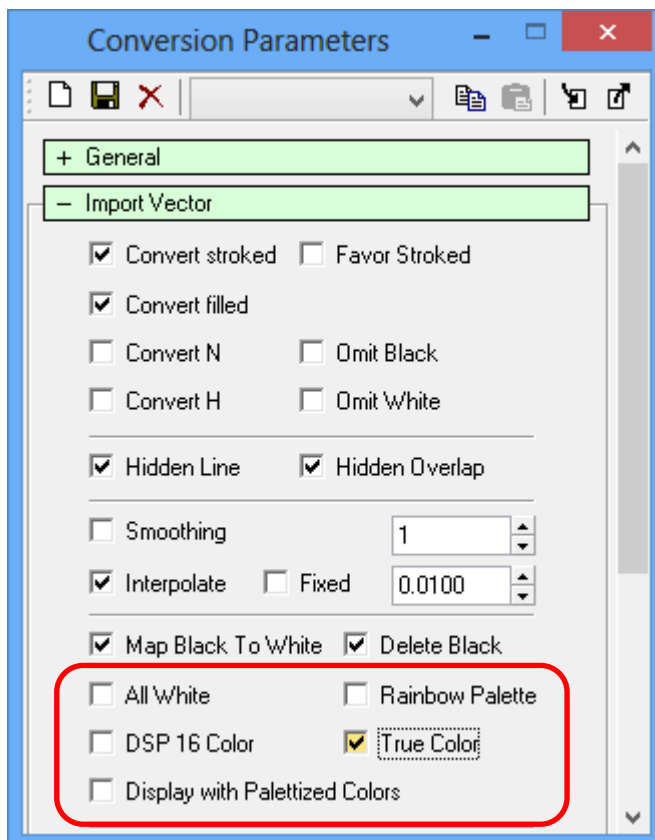 Conversion Parameters
+ General
– Import Vector
Convert stroked Favor Stroked
Convert filled
Convert N Omit Black
Convert H Omit White
Hidden Line Hidden Overlap
Smoothing 1
Interpolate Fixed 0.0100
Map Black To White Delete Black
All White Rainbow Palette
DSP 16 Color True Color
Display with Palettized Colors